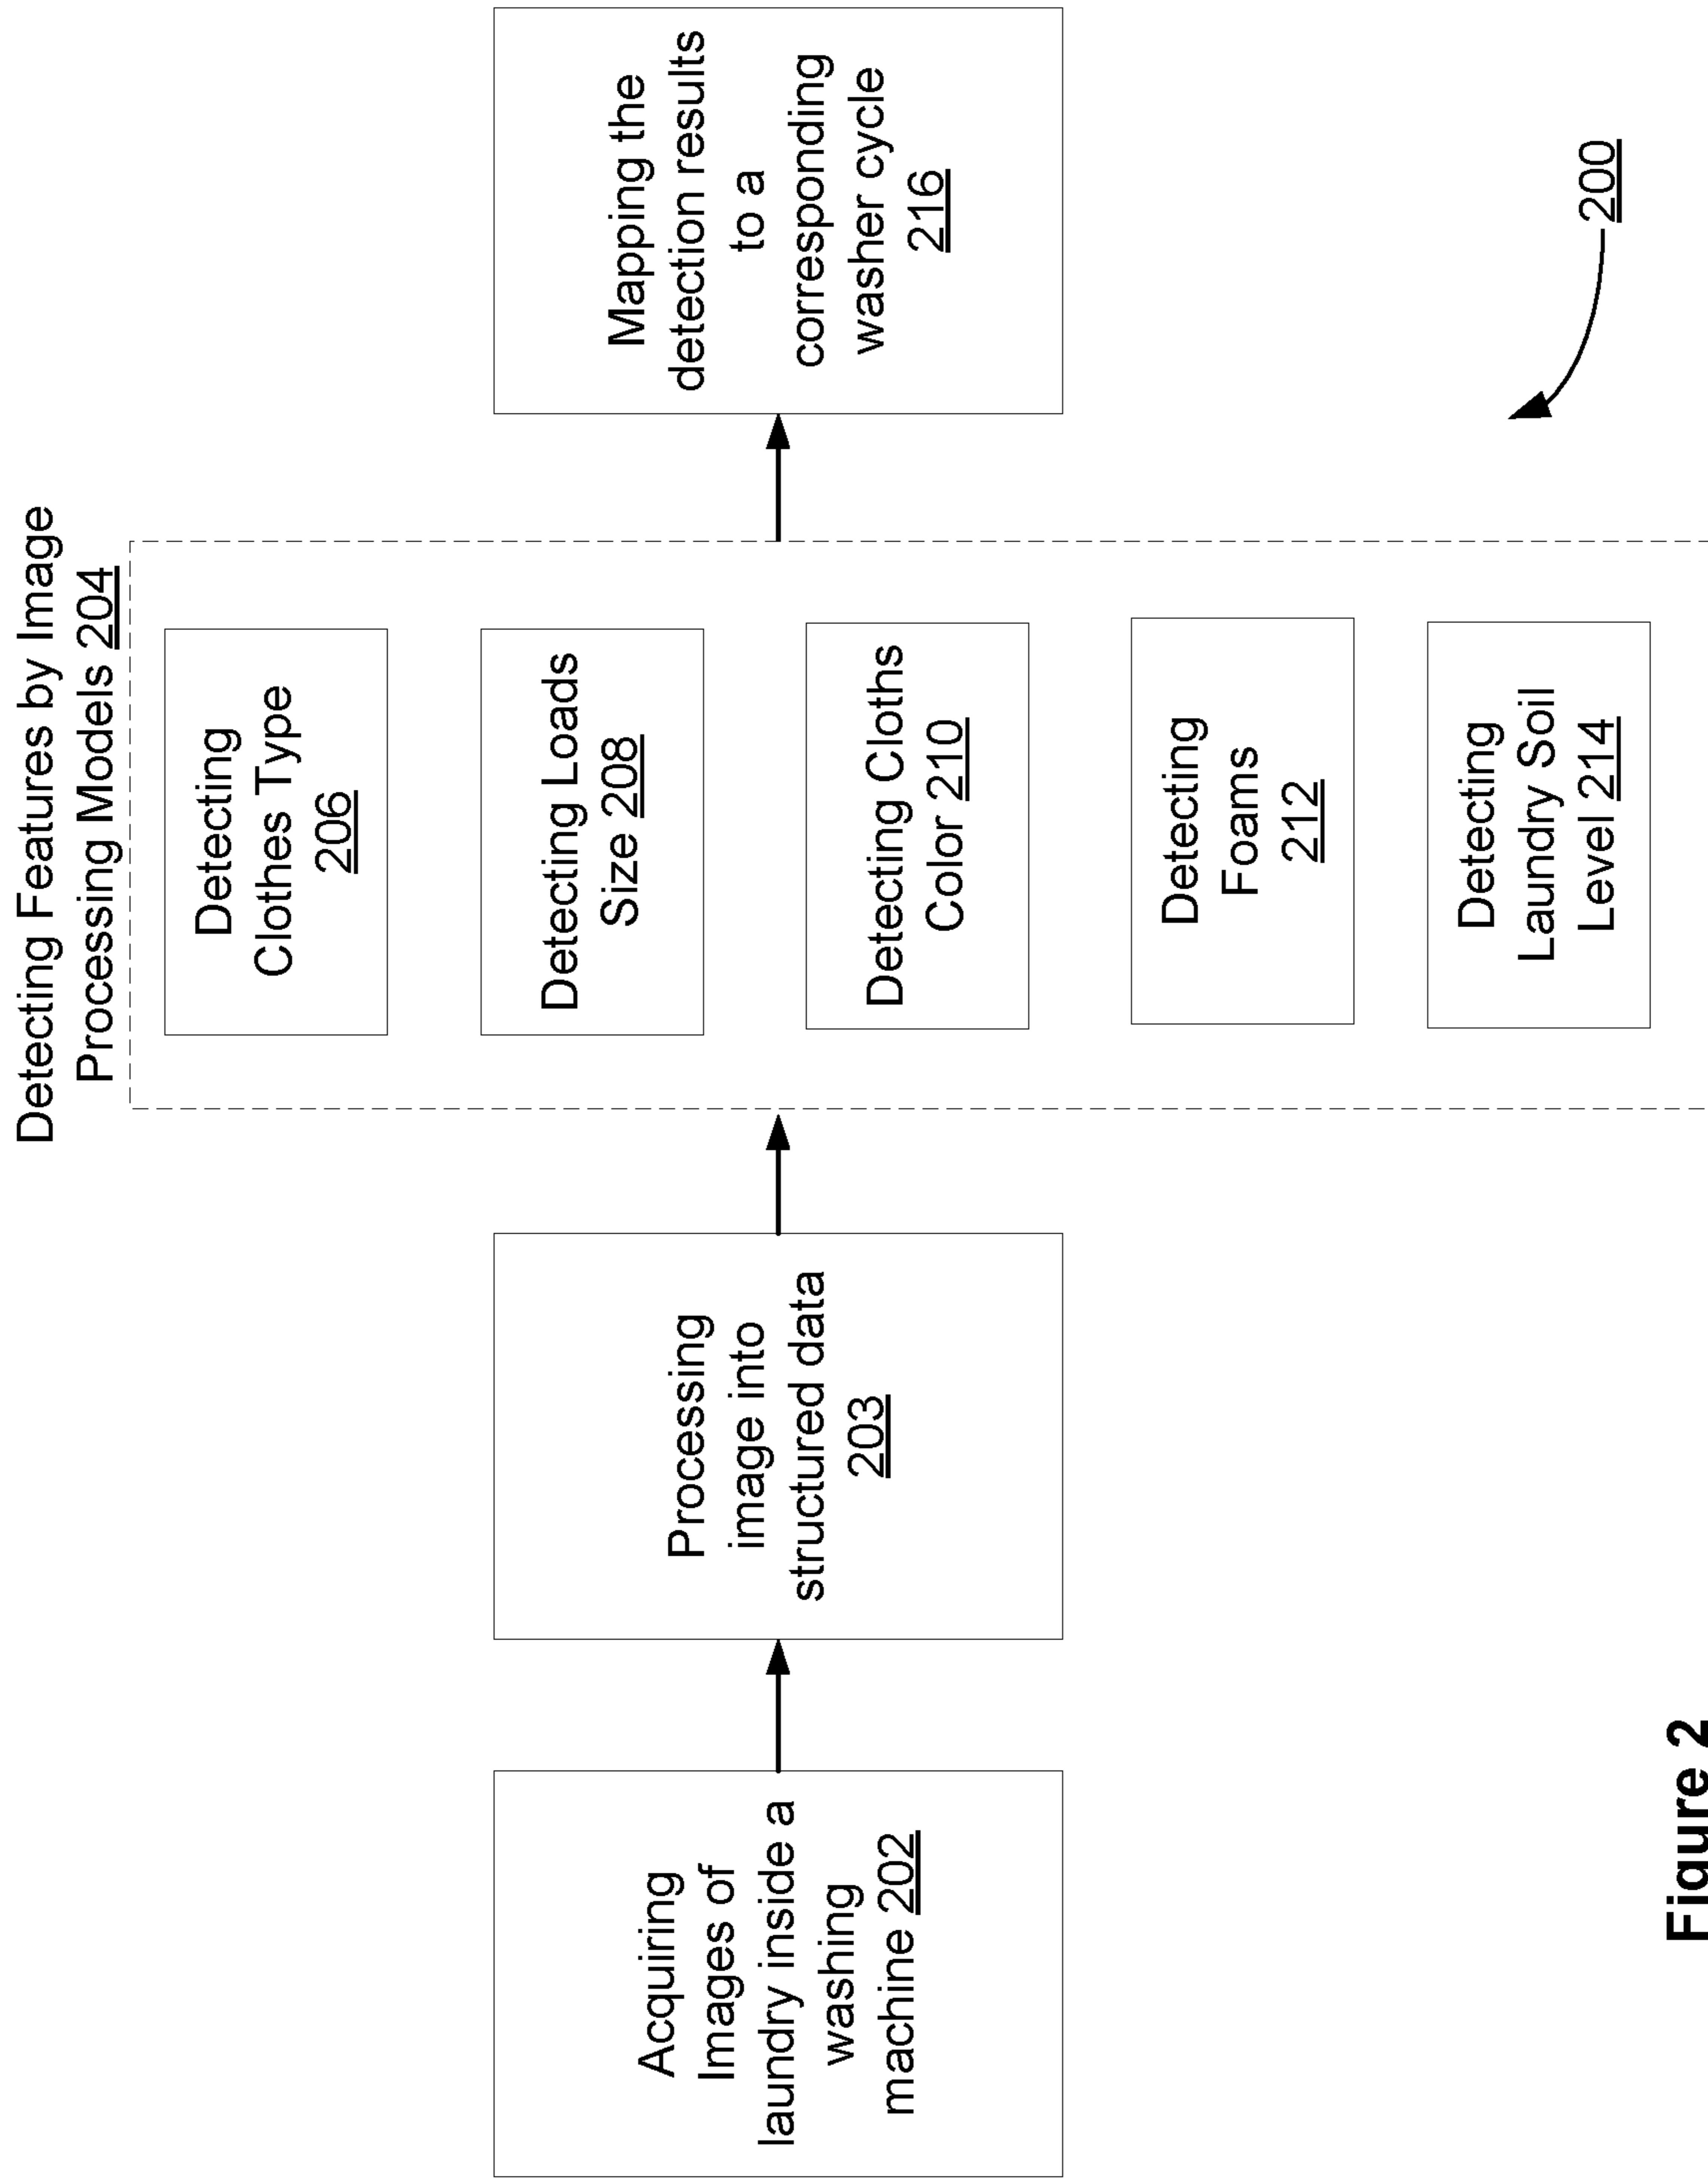 Detecting Features by Image
Processing Models 204
Acquiring
Images of
laundry inside a
washing
machine 202
Processing
image into
structured data
203
Detecting
Clothes Type
206
Detecting Loads
Size 208
Detecting Cloths
Color 210
Detecting
Foams
212
Detecting
Laundry Soil
Level 214
Mapping the
detection results
to a
corresponding
washer cycle
216
200
Figure 2